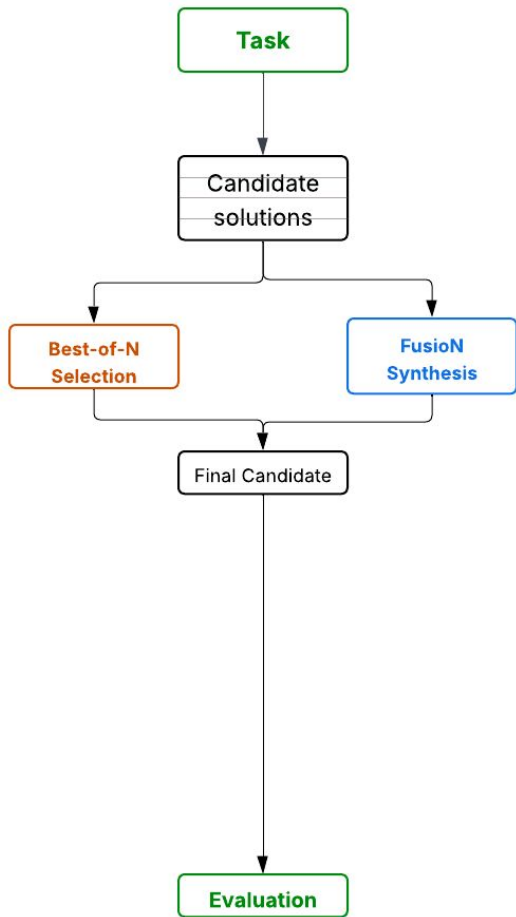 Task
Candidate
solutions
Best-of-N
Selection
FusioN
Synthesis
Final Candidate
Evaluation